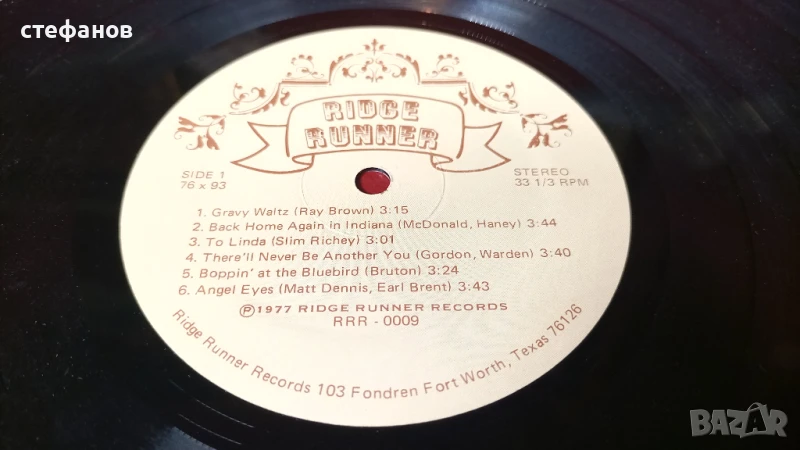 стефанов
RIDGE
RUNNER
SIDE 1
76 x 93
STEREO
33 1/3 RPM
1. Gravy Waltz (Ray Brown) 3:15
2. Back Home Again in Indiana (McDonald, Haney) 3:44
3. To Linda (Slim Richey) 3:01
4. There'll Never Be Another You (Gordon, Warden) 3:40
5. Boppin' at the Bluebird (Bruton) 3:24
6. Angel Eyes (Matt Dennis, Earl Brent) 3:43
Ⓟ1977 RIDGE RUNNER RECORDS
RRR - 0009
Ridge Runner Records 103 Fondren Fort Worth, Texas 76126
BAZAR